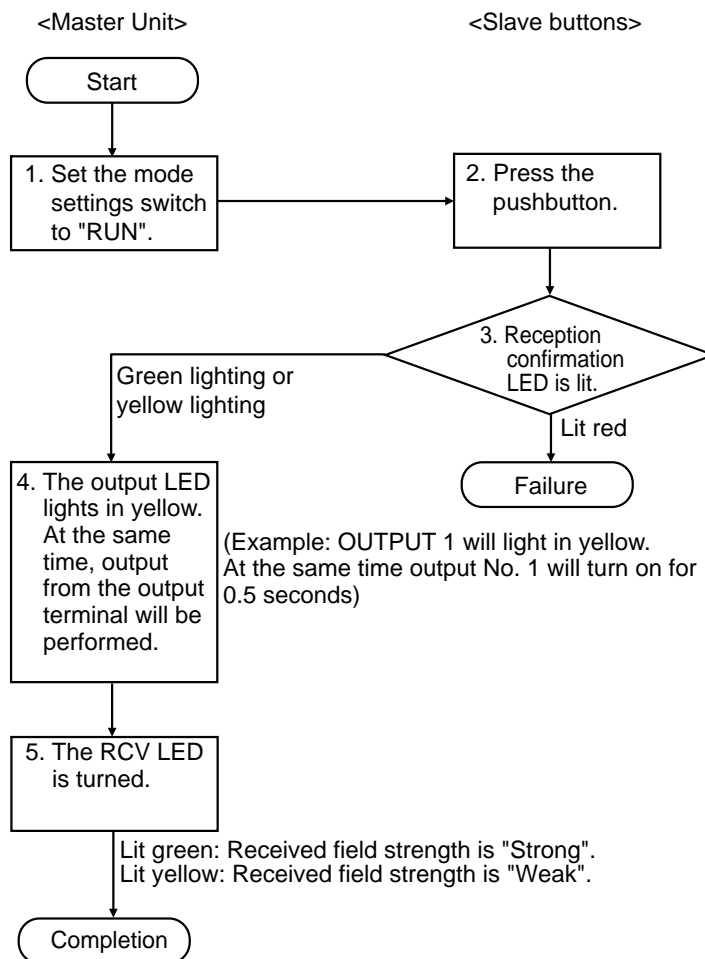 <Master Unit>
<Slave buttons>
Start
1. Set the mode
settings switch
to "RUN".
2. Press the
pushbutton.
3. Reception
confirmation
LED is lit.
Green lighting or
yellow lighting
Lit red
Failure
4. The output LED
lights in yellow.
At the same
time, output
from the output
terminal will be
performed.
(Example: OUTPUT 1 will light in yellow.
At the same time output No. 1 will turn on for
0.5 seconds)
5. The RCV LED
is turned.
Lit green: Received field strength is "Strong".
Lit yellow: Received field strength is "Weak".
Completion